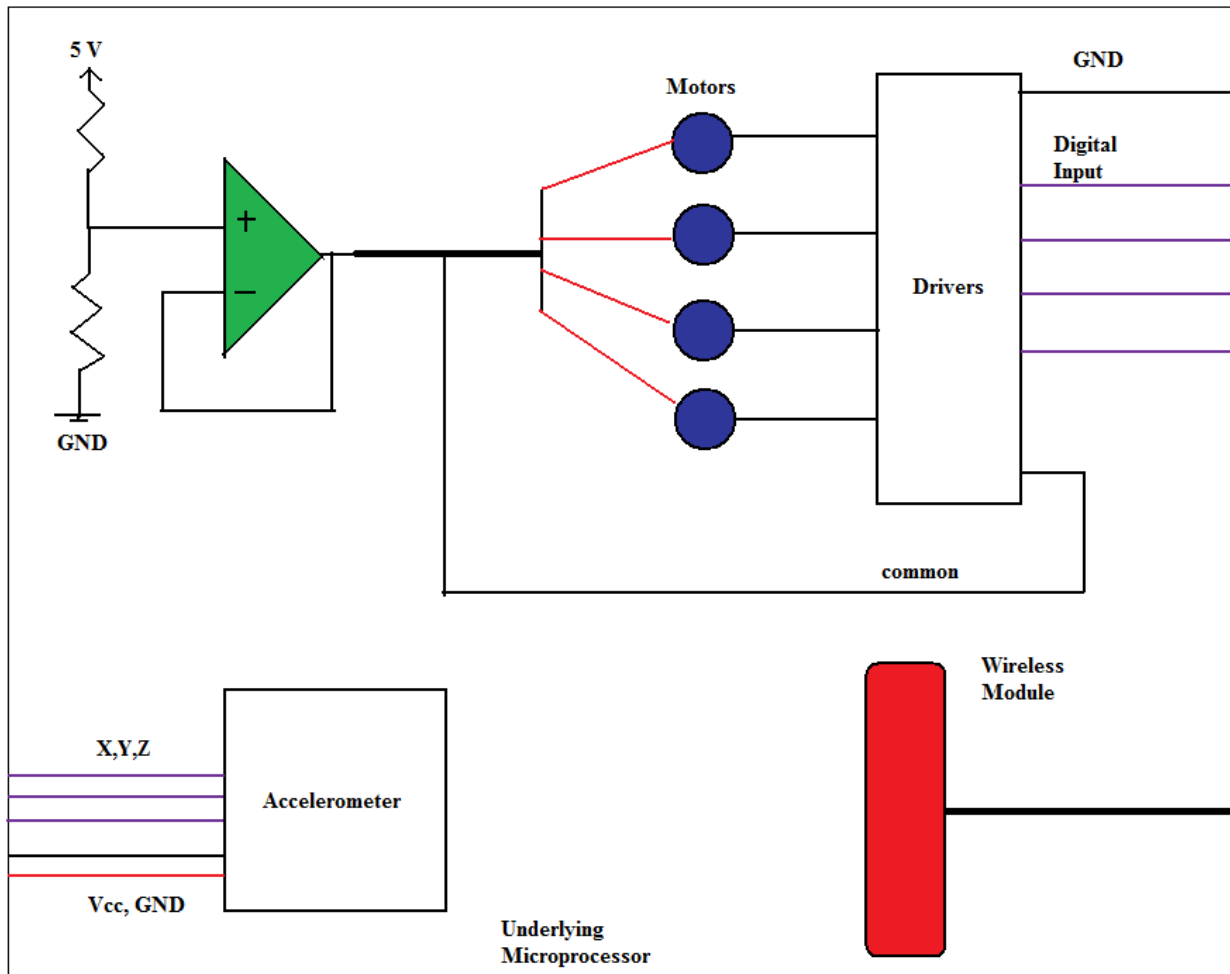 5 V
GND
Motors
Digital
Input
+
−
Drivers
GND
common
Wireless
Module
X,Y,Z
Accelerometer
Vcc, GND
Underlying
Microprocessor